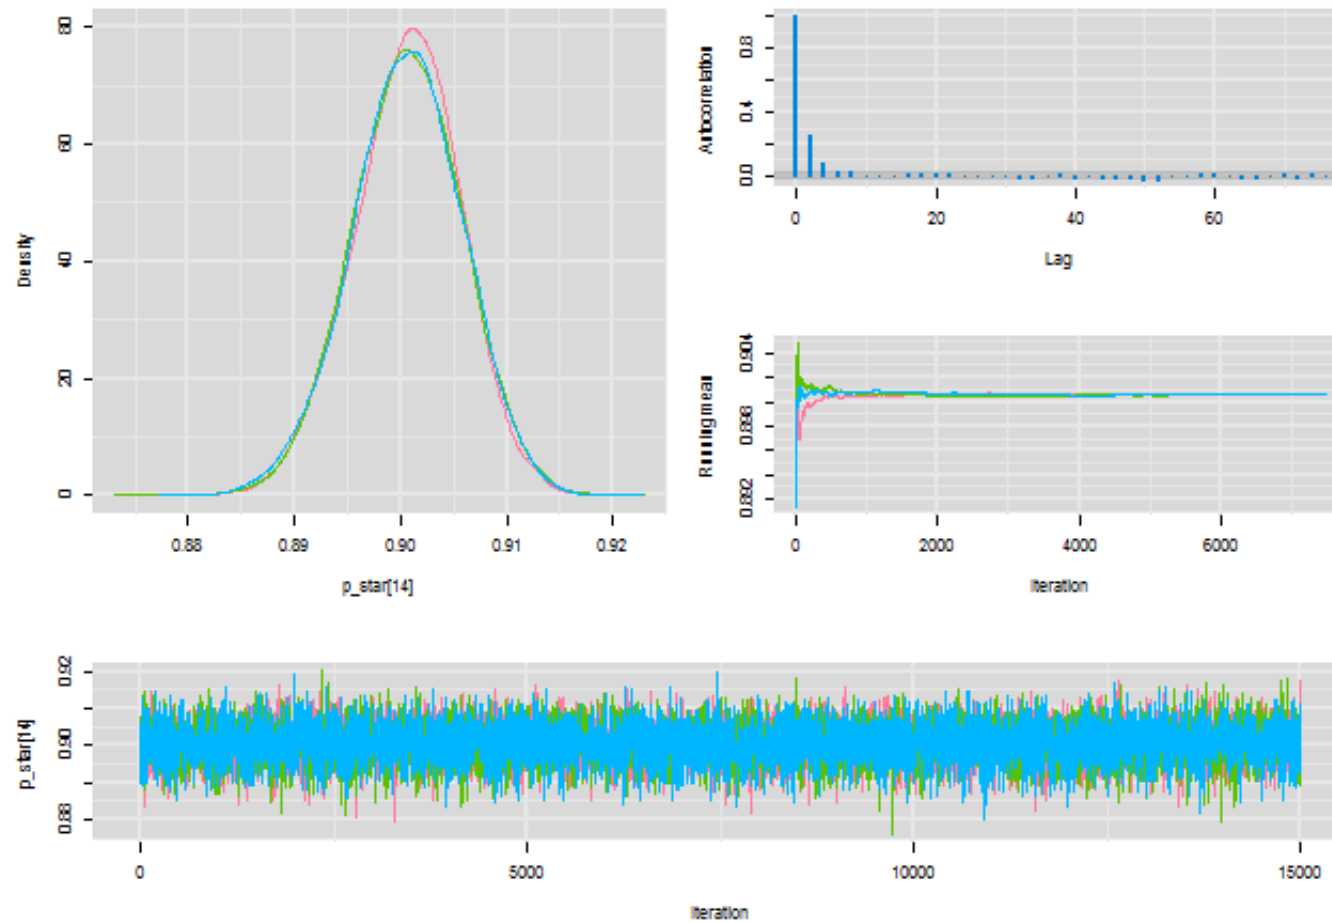 Density
80
60
40
20
0
0.88 0.89 0.90 0.91 0.92
p_star[14]
Autocorrelation
0.8
0.4
0.0
0 20 40 60
Lag
Running mean
0.904
0.896
0.892
0 2000 4000 6000
Iteration
p_star[14]
0.92
0.90
0.88
0 5000 10000 15000
Iteration